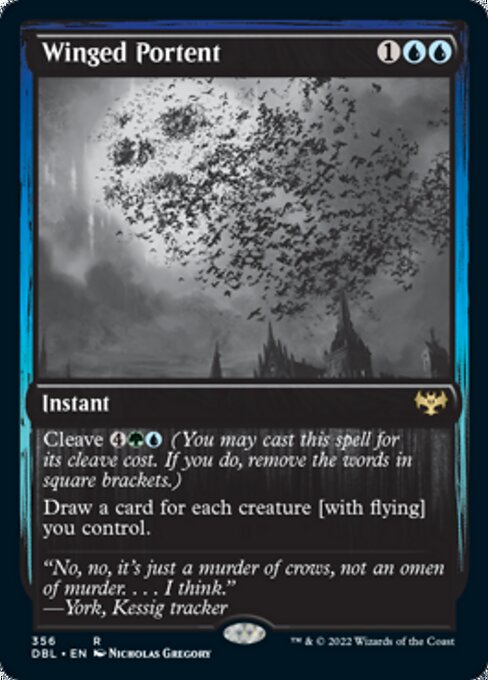 Winged Portent 1
Instant
Cleave 4 (You may cast this spell for
its cleave cost. If you do, remove the words in
square brackets.)
Draw a card for each creature [with flying]
you control.
“No, no, it’s just a murder of crows, not an omen
of murder. . . . I think.”
—York, Kessig tracker
356 R
DBL • EN Nicholas Gregory
™ & © 2022 Wizards of the Coast